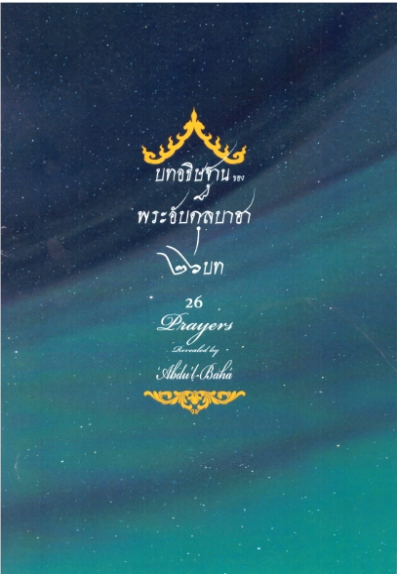 บทอธิษฐานของ
พระอับดุลบาฮา
๒๖ บท
26
Prayers
Revealed by
‘Abdu’l-Bahá